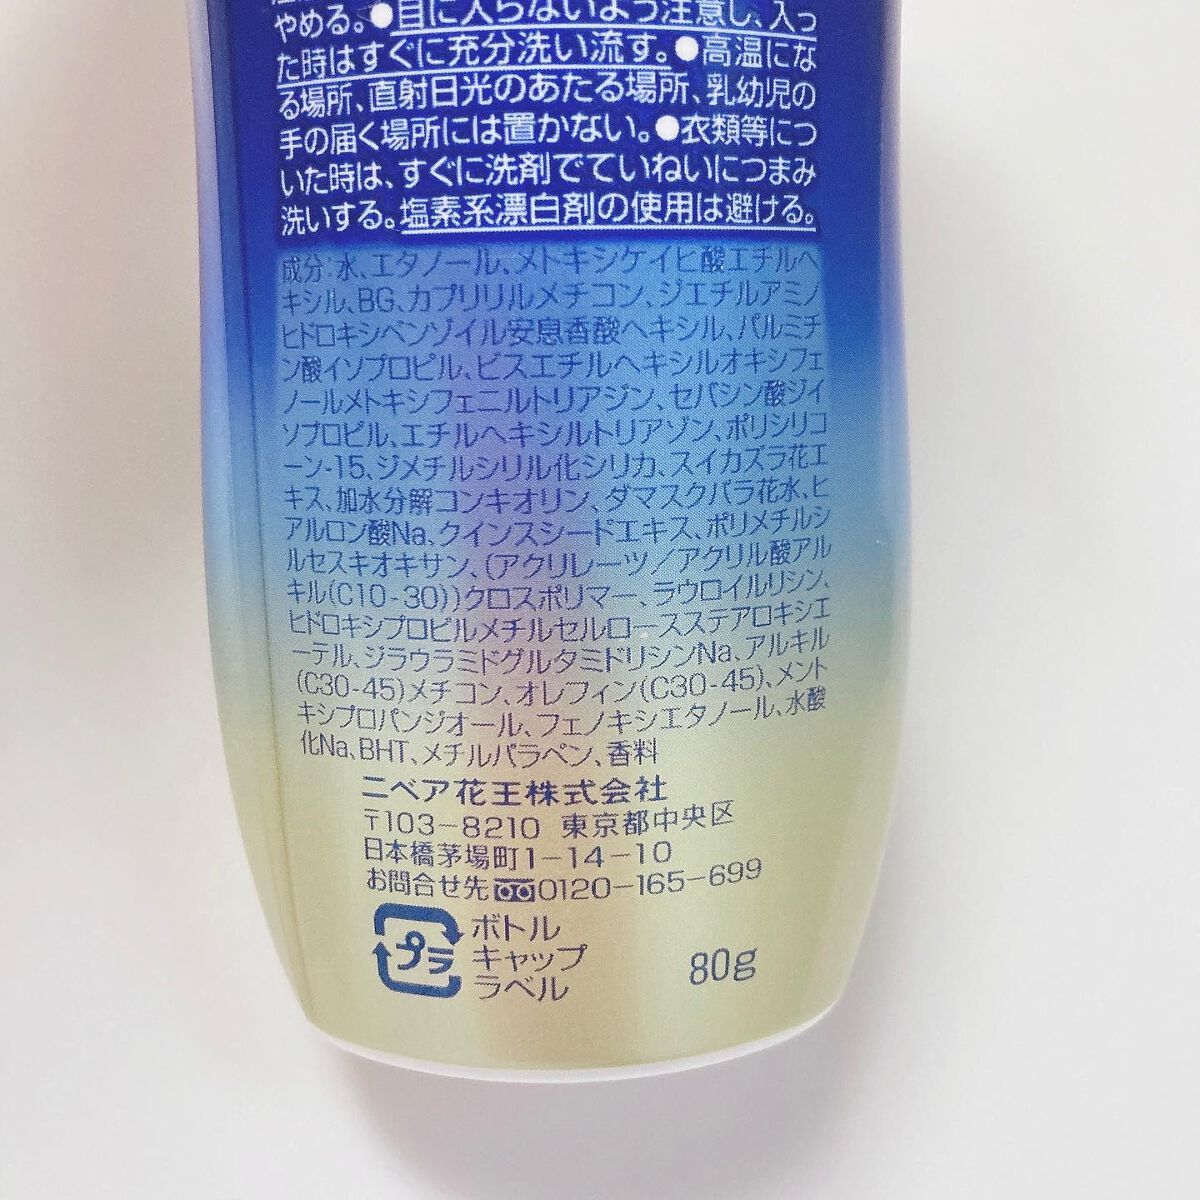 やめる。●目に入らないよう注意し、入っ
た時はすぐに充分洗い流す。●高温にな
る場所、直射日光のあたる場所、乳幼児の
手の届く場所には置かない。●衣類等につ
いた時は、すぐに洗剤でていねいにつまみ
洗いする。塩素系漂白剤の使用は避ける。
成分:水、エタノール、メトキシケイヒ酸エチルヘ
キシル、BG、カプリリルメチコン、ジエチルアミノ
ヒドロキシベンゾイル安息香酸ヘキシル、パルミチ
ン酸イソプロピル、ビスエチルヘキシルオキシフェ
ノールメトキシフェニルトリアジン、セバシン酸ジイ
ソプロピル、エチルヘキシルトリアゾン、ポリシリコ
ーン-15、ジメチルシリル化シリカ、スイカズラ花エ
キス、加水分解コンキオリン、ダマスクバラ花水、ヒ
アルロン酸Na、クインスシードエキス、ポリメチルシ
ルセスキオキサン、(アクリレーツ/アクリル酸アル
キル(C10-30))クロスポリマー、ラウロイルリシン、
ヒドロキシプロピルメチルセルロースステアロキシエ
ーテル、ジラウラミドグルタミドリシンNa、アルキル
(C30-45)メチコン、オレフィン(C30-45)、メント
キシプロパンジオール、フェノキシエタノール、水酸
化Na、BHT、メチルパラベン、香料
ニベア花王株式会社
〒103-8210 東京都中央区
日本橋茅場町1-14-10
お問合せ先 0120-165-699
プラ
ボトル
キャップ
ラベル
80g